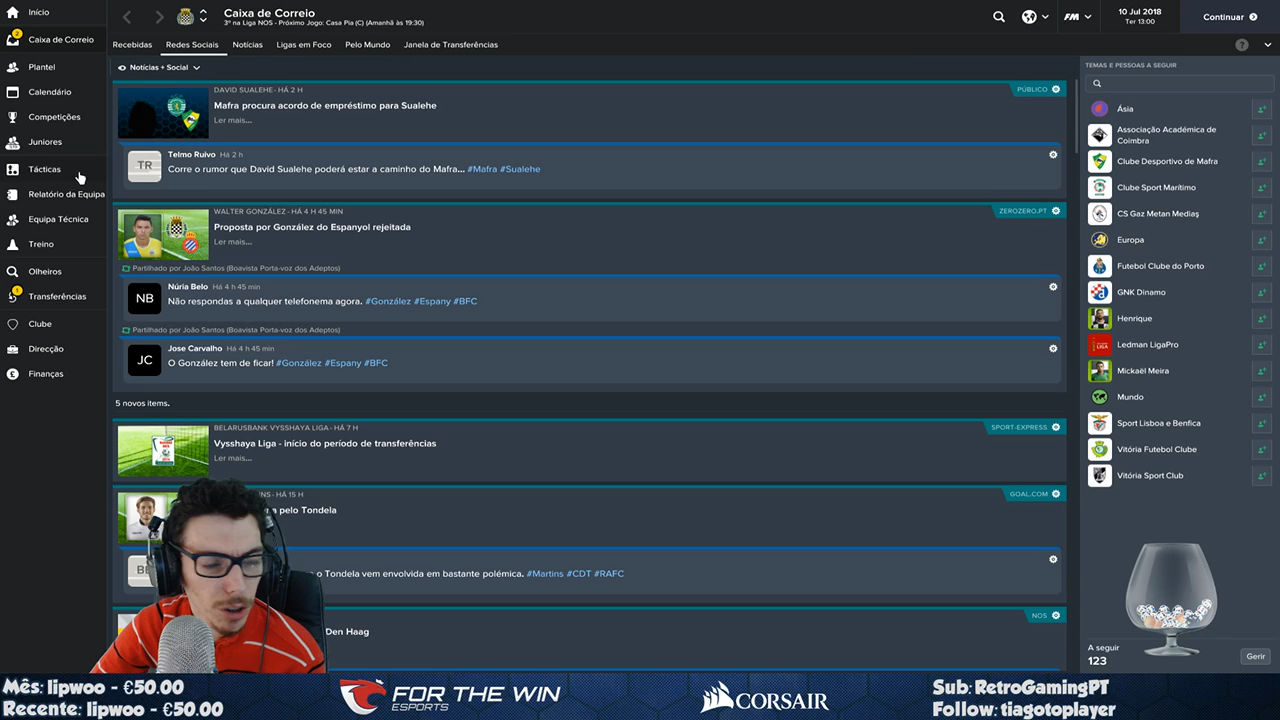 Início
2
Caixa de Correio
Plantel
Calendário
Competições
Juniores
Tácticas
Relatório da Equipa
Equipa Técnica
Treino
Olheiros
1
Transferências
Clube
Direcção
Finanças
Caixa de Correio
3º na Liga NOS - Próximo Jogo: Casa Pia (C) (Amanhã às 19:30)
FM
10 Jul 2018
Ter 13:00
Continuar
Recebidas
Redes Sociais
Notícias
Ligas em Foco
Pelo Mundo
Janela de Transferências
?
Notícias + Social
DAVID SUALEHE - HÁ 2 H
PÚBLICO
Mafra procura acordo de empréstimo para Sualehe
Ler mais...
TR
Telmo Ruivo Há 2 h
Corre o rumor que David Sualehe poderá estar a caminho do Mafra... #Mafra #Sualehe
WALTER GONZÁLEZ - HÁ 4 H 45 MIN
ZEROZERO.PT
Proposta por González do Espanyol rejeitada
Ler mais...
Partilhado por João Santos (Boavista Porta-voz dos Adeptos)
NB
Núria Belo Há 4 h 45 min
Não respondas a qualquer telefonema agora. #González #Espany #BFC
Partilhado por João Santos (Boavista Porta-voz dos Adeptos)
JC
Jose Carvalho Há 4 h 45 min
O González tem de ficar! #González #Espany #BFC
5 novos items.
BELARUSBANK VYSSHAYA LIGA - HÁ 7 H
SPORT-EXPRESS
Vysshaya Liga - início do período de transferências
Ler mais...
NS - HÁ 15 H
GOAL.COM
pelo Tondela
o Tondela vem envolvida em bastante polémica. #Martins #CDT #RAFC
NOS
Den Haag
TEMAS E PESSOAS A SEGUIR
Ásia
Associação Académica de
Coimbra
Clube Desportivo de Mafra
Clube Sport Marítimo
CS Gaz Metan Mediaș
Europa
Futebol Clube do Porto
GNK Dinamo
Henrique
Ledman LigaPro
Mickaël Meira
Mundo
Sport Lisboa e Benfica
Vitória Futebol Clube
Vitória Sport Club
A seguir
123
Gerir
Mês: lipwoo - €50.00
Recente: lipwoo - €50.00
FOR THE WIN
ESPORTS
CORSAIR
Sub: RetroGamingPT
Follow: tiagotoplayer